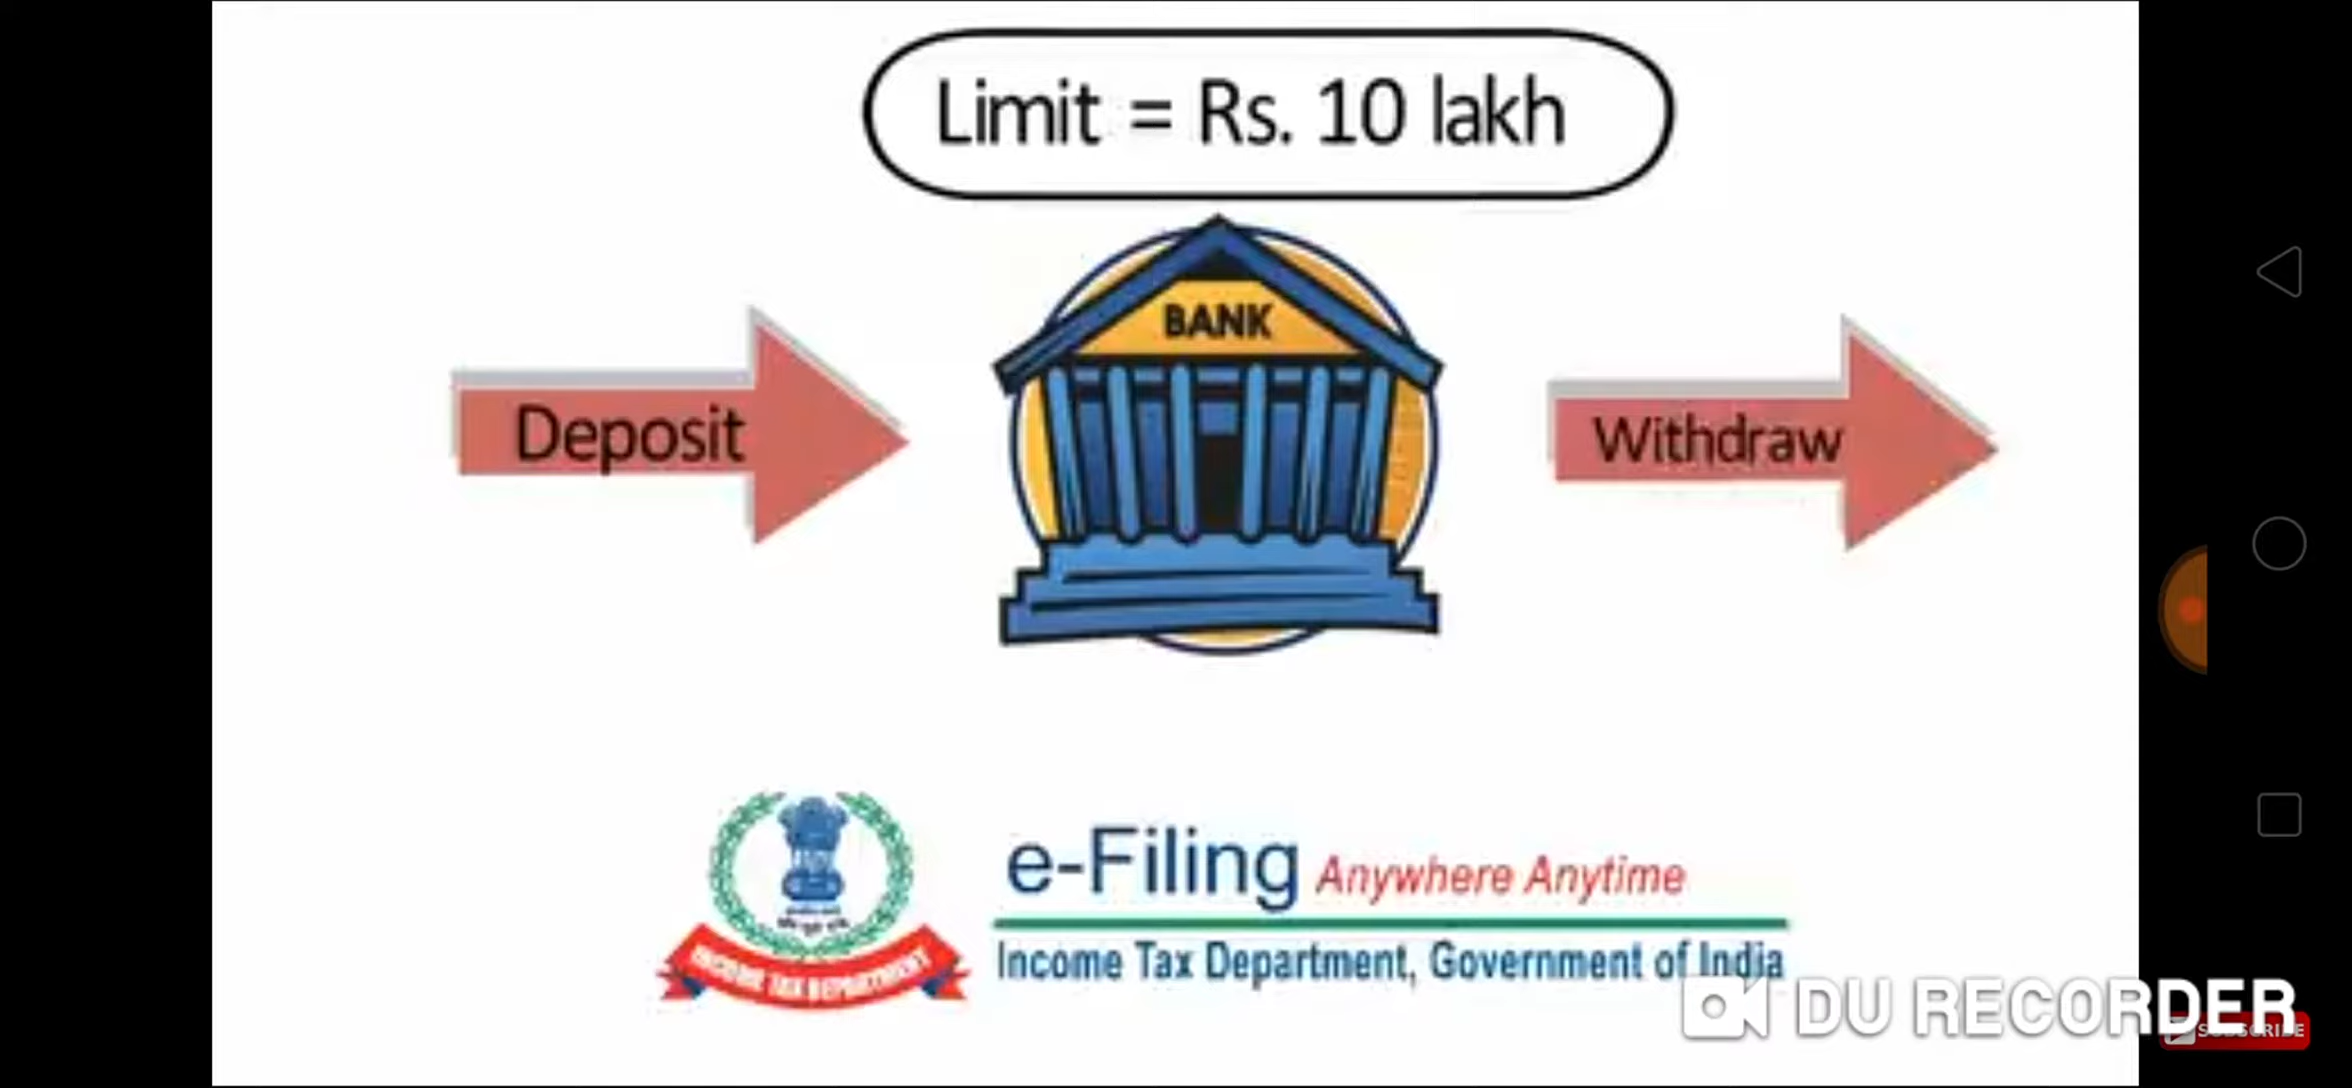 Limit = Rs. 10 lakh
BANK
Deposit
Withdraw
e-Filing Anywhere Anytime
Income Tax Department, Government of India
INCOME TAX DEPARTMENT
DU RECORDER
SUBSCRIBE